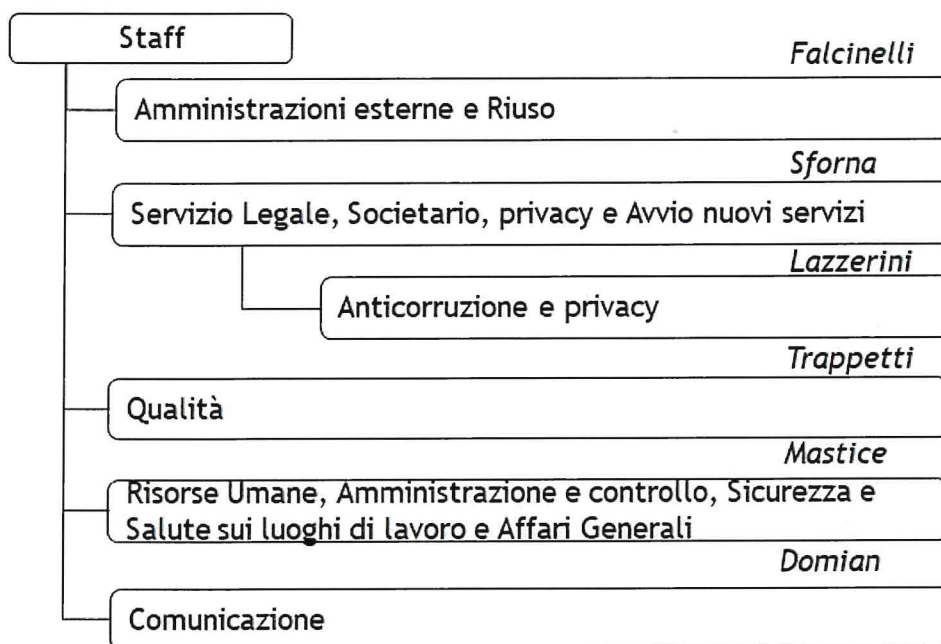 Staff
Falcinelli
Amministrazioni esterne e Riuso
Sforna
Servizio Legale, Societario, privacy e Avvio nuovi servizi
Lazzerini
Anticorruzione e privacy
Trappetti
Qualità
Mastice
Risorse Umane, Amministrazione e controllo, Sicurezza e
Salute sui luoghi di lavoro e Affari Generali
Domian
Comunicazione